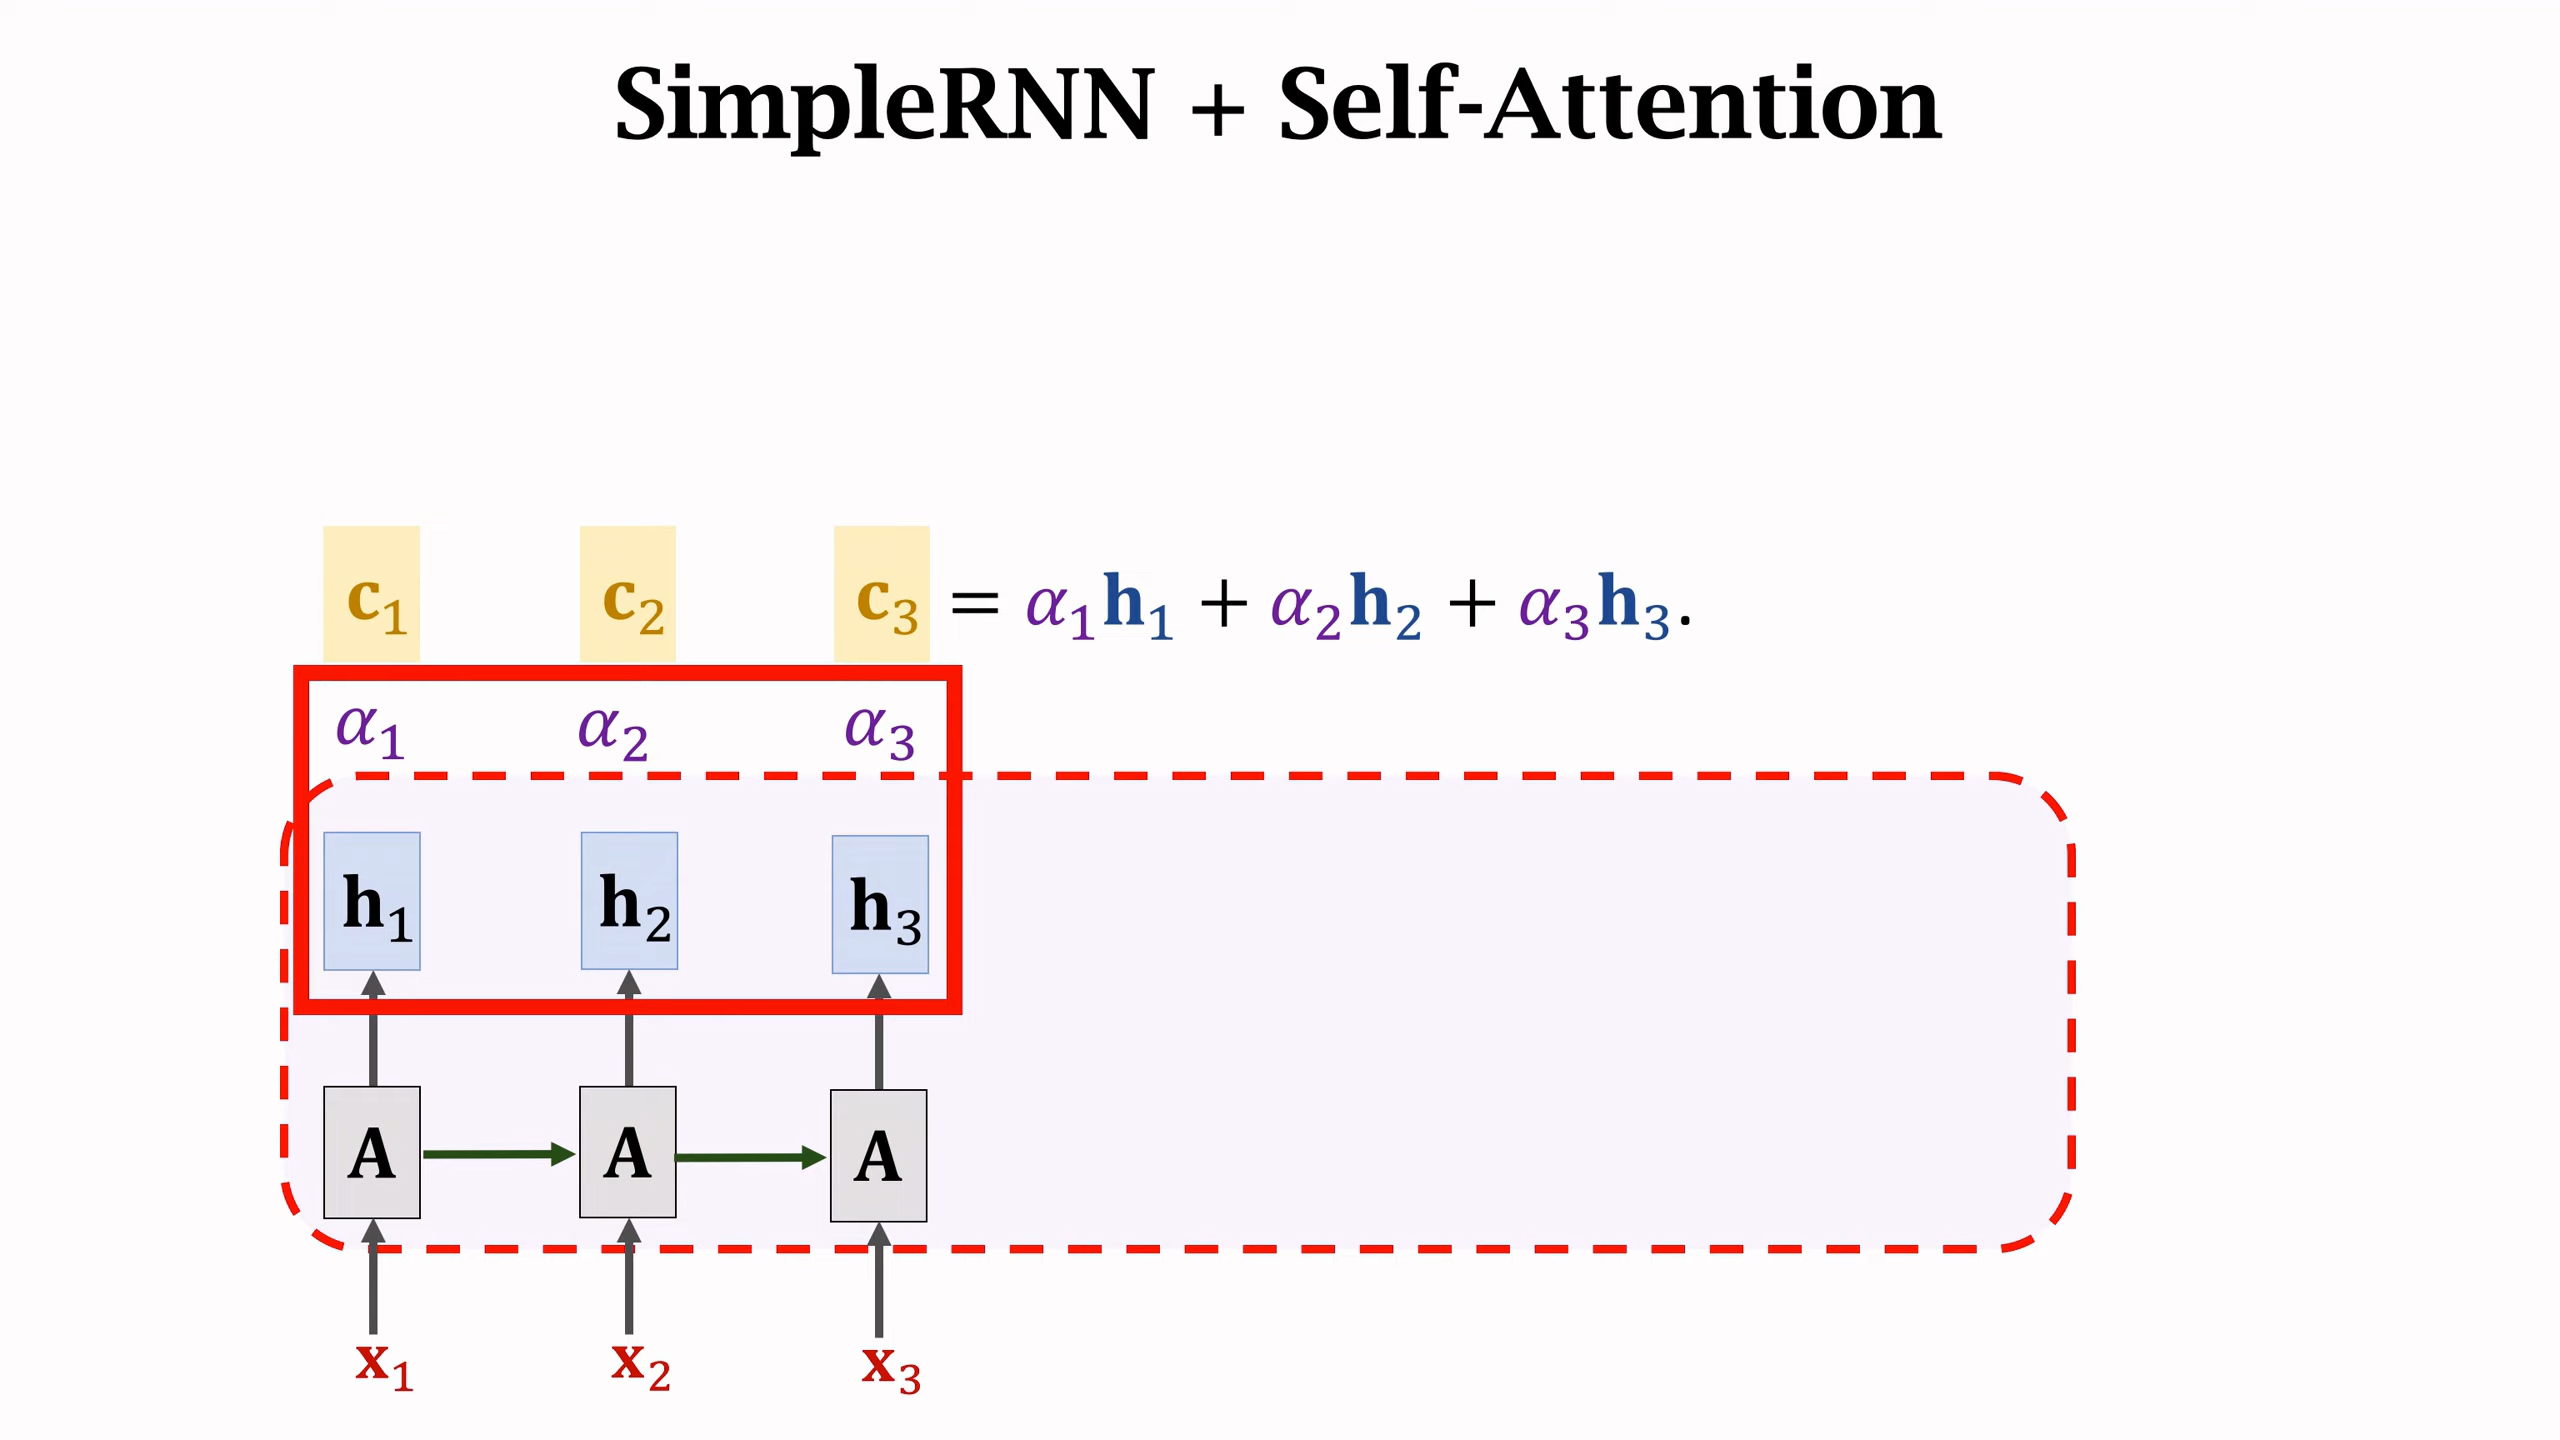 SimpleRNN + Self-Attention
c₁ c₂ c₃ = α₁h₁ + α₂h₂ + α₃h₃.
α₁ α₂ α₃
h₁ h₂ h₃
A A A
x₁ x₂ x₃